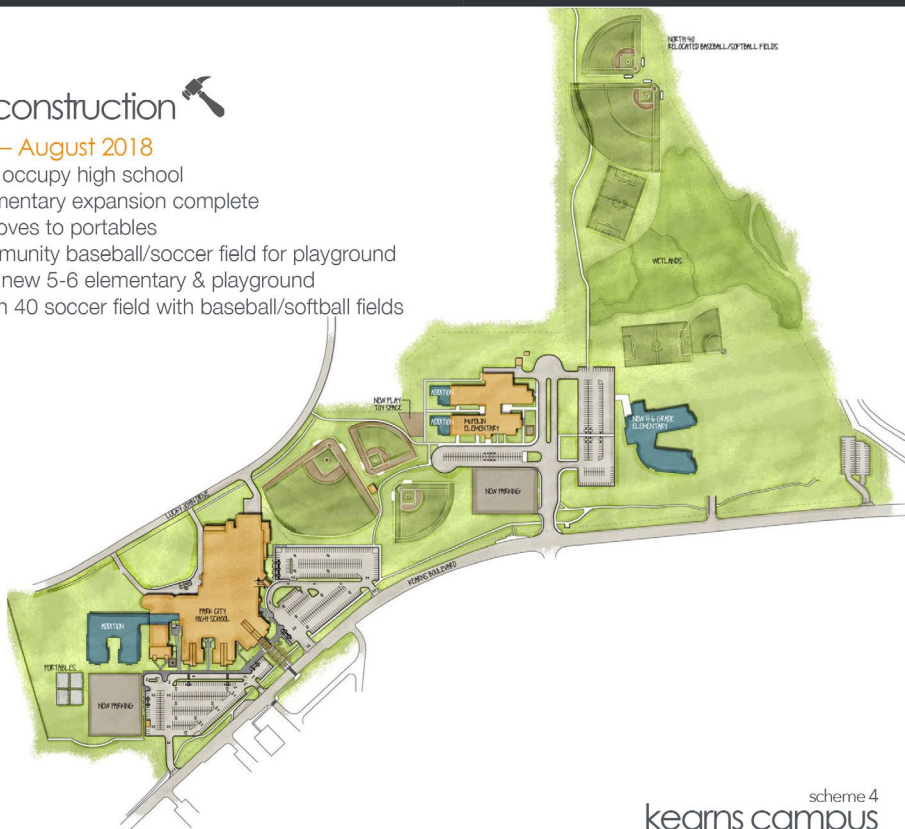 construction
– August 2018
occupy high school
mentary expansion complete
oves to portables
munity baseball/soccer field for playground
new 5-6 elementary & playground
h 40 soccer field with baseball/softball fields
NORTH 40
RELOCATED BASEBALL/SOFTBALL FIELDS
WETLANDS
ADDITION
NEW PLAY
TOY SPACE
ADDITION
McPOLIN
ELEMENTARY
NEW 5-6 GRADE
ELEMENTARY
NEW PARKING
LUCKY JOHN DRIVE
KEARNS BOULEVARD
PARK CITY
HIGH SCHOOL
ADDITION
PORTABLES
NEW PARKING
scheme 4
kearns campus